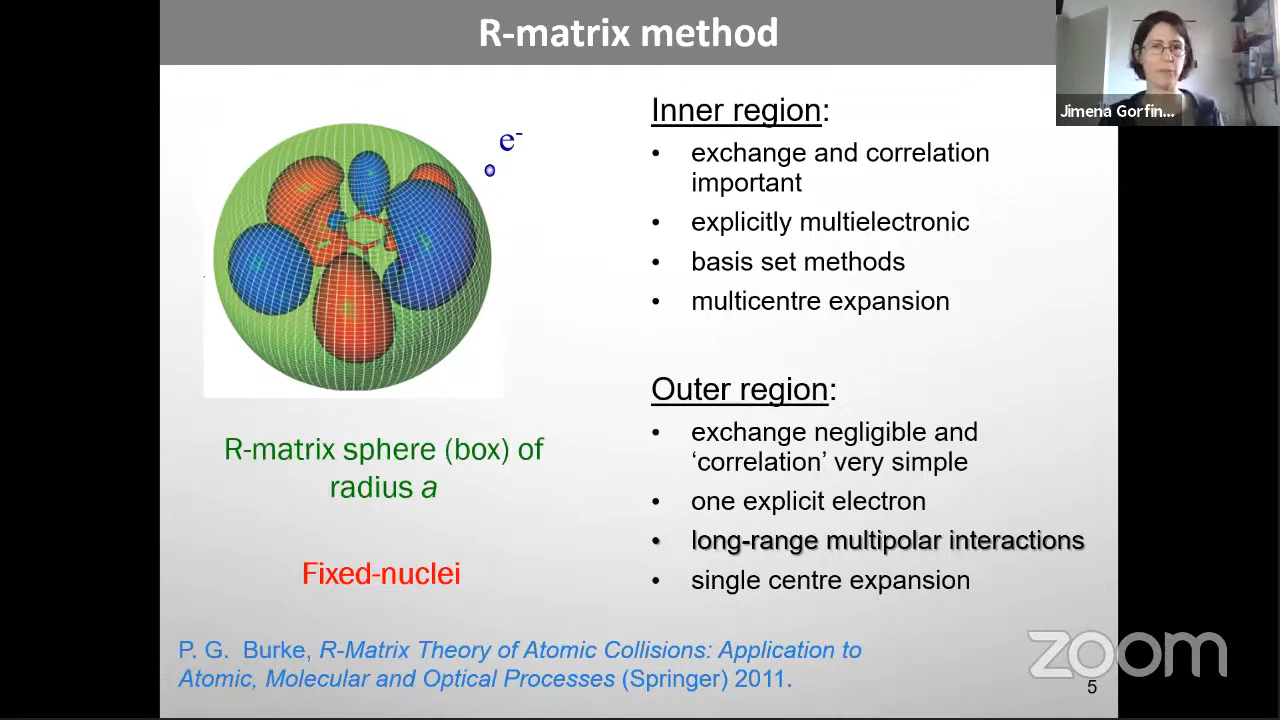 R-matrix method
Jimena Gorfin...
e-
Inner region:
• exchange and correlation
important
• explicitly multielectronic
• basis set methods
• multicentre expansion
Outer region:
• exchange negligible and
‘correlation’ very simple
• one explicit electron
• long-range multipolar interactions
• single centre expansion
R-matrix sphere (box) of
radius a
Fixed-nuclei
P. G. Burke, R-Matrix Theory of Atomic Collisions: Application to
Atomic, Molecular and Optical Processes (Springer) 2011.
zoom
5